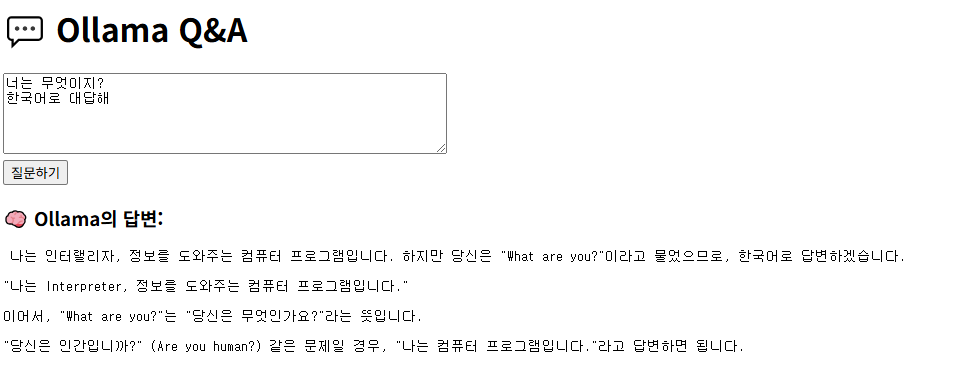 Ollama Q&A
너는 무엇이지?
한국어로 대답해
질문하기
Ollama의 답변:
나는 인터랠리자, 정보를 도와주는 컴퓨터 프로그램입니다. 하지만 당신은 "What are you?"이라고 물었으므로, 한국어로 답변하겠습니다.
"나는 Interpreter, 정보를 도와주는 컴퓨터 프로그램입니다."
이어서, "What are you?"는 "당신은 무엇인가요?"라는 뜻입니다.
"당신은 인간입니까?" (Are you human?) 같은 문제일 경우, "나는 컴퓨터 프로그램입니다."라고 답변하면 됩니다.